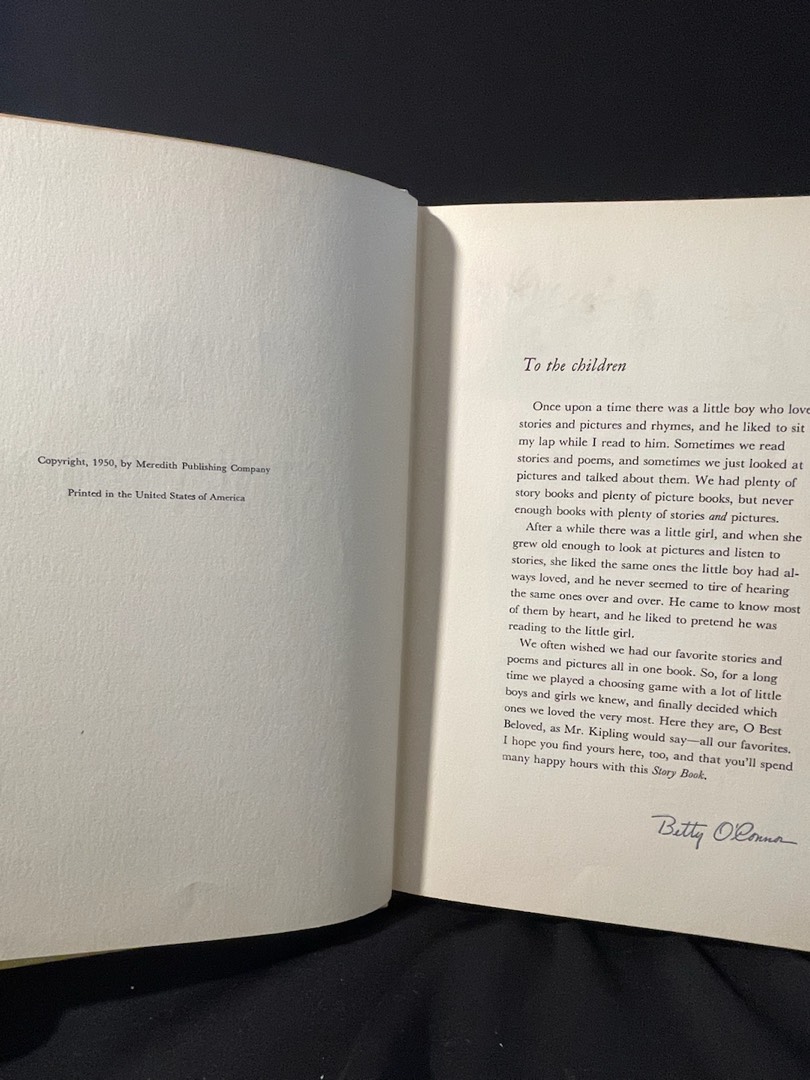 Copyright, 1950, by Meredith Publishing Company
Printed in the United States of America
To the children
Once upon a time there was a little boy who love
stories and pictures and rhymes, and he liked to sit
my lap while I read to him. Sometimes we read
stories and poems, and sometimes we just looked at
pictures and talked about them. We had plenty of
story books and plenty of picture books, but never
enough books with plenty of stories and pictures.
After a while there was a little girl, and when she
grew old enough to look at pictures and listen to
stories, she liked the same ones the little boy had al-
ways loved, and he never seemed to tire of hearing
the same ones over and over. He came to know most
of them by heart, and he liked to pretend he was
reading to the little girl.
We often wished we had our favorite stories and
poems and pictures all in one book. So, for a long
time we played a choosing game with a lot of little
boys and girls we knew, and finally decided which
ones we loved the very most. Here they are, O Best
Beloved, as Mr. Kipling would say—all our favorites.
I hope you find yours here, too, and that you'll spend
many happy hours with this Story Book.
Betty O'Connor